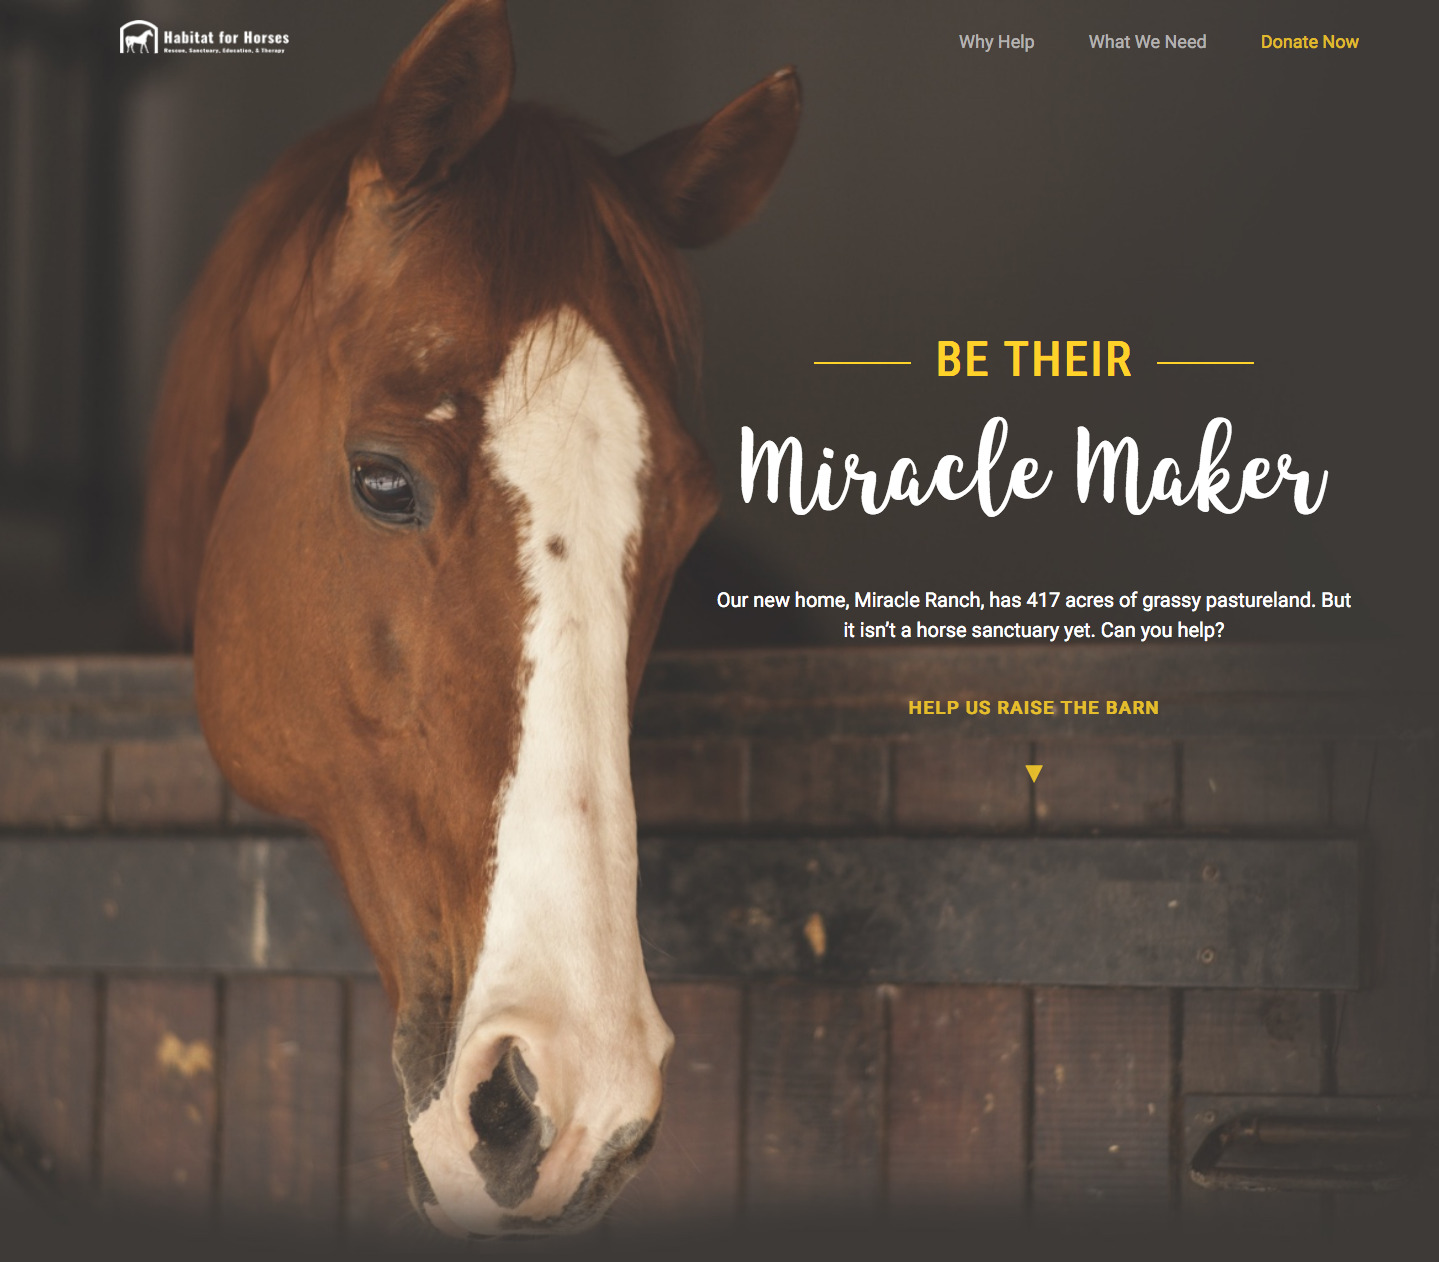 Habitat for Horses
Rescue, Sanctuary, Education, & Therapy
Why Help
What We Need
Donate Now
BE THEIR
Miracle Maker
Our new home, Miracle Ranch, has 417 acres of grassy pastureland. But
it isn’t a horse sanctuary yet. Can you help?
HELP US RAISE THE BARN